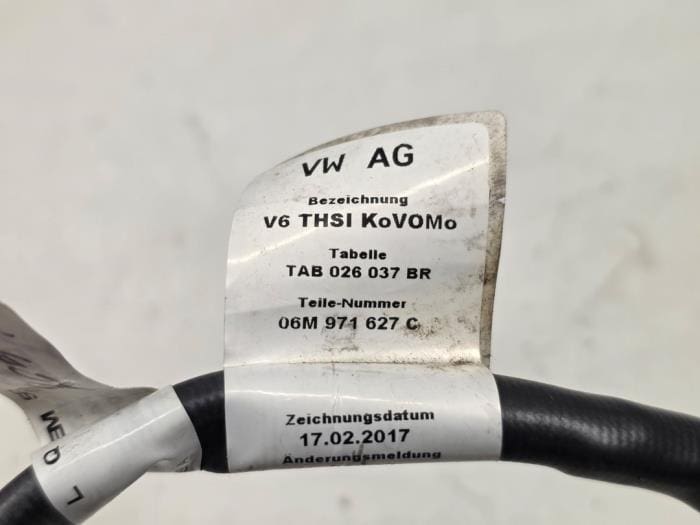 VW AG
Bezeichnung
V6 THSI KoVOMo
Tabelle
TAB 026 037 BR
Teile-Nummer
06M 971 627 C
Zeichnungsdatum
17.02.2017
Änderungsmeldung